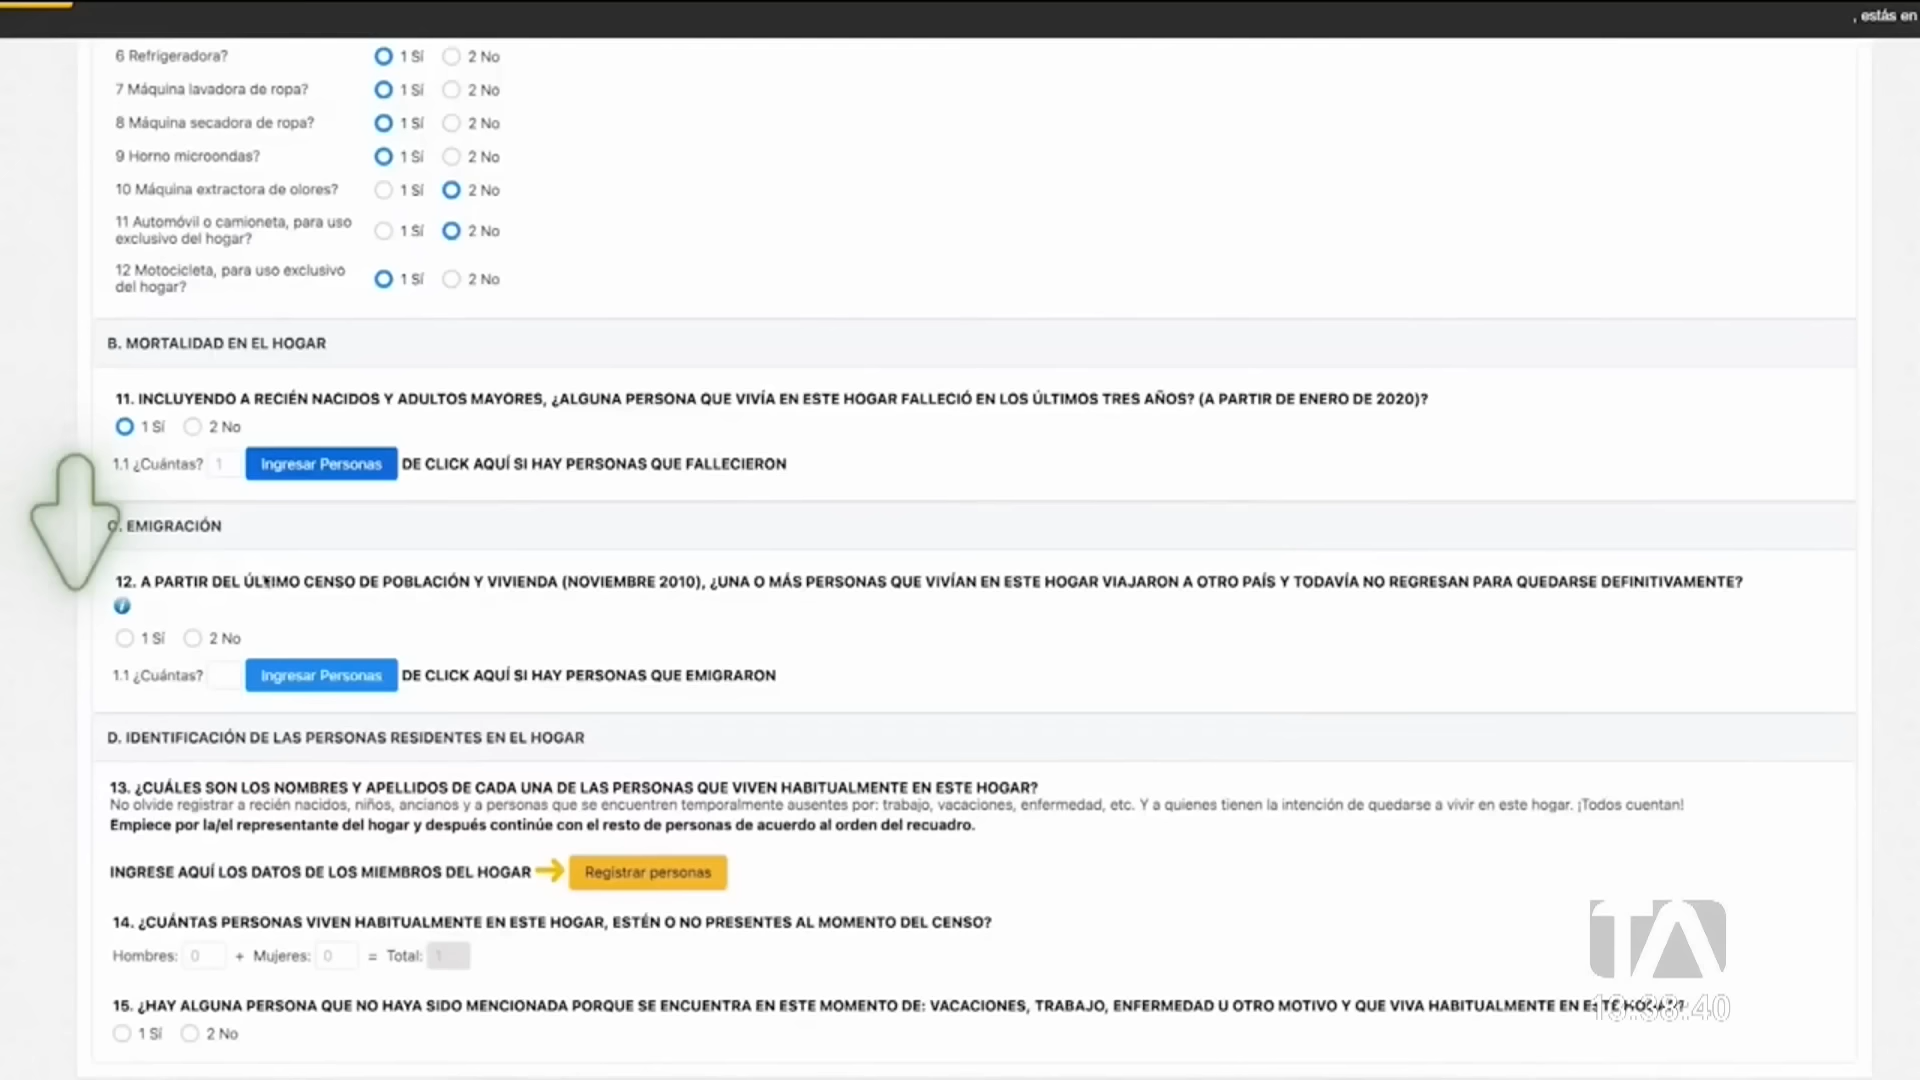 , estás en
6 Refrigeradora? 1 Sí 2 No
7 Máquina lavadora de ropa? 1 Sí 2 No
8 Máquina secadora de ropa? 1 Sí 2 No
9 Horno microondas? 1 Sí 2 No
10 Máquina extractora de olores? 1 Sí 2 No
11 Automóvil o camioneta, para uso
exclusivo del hogar? 1 Sí 2 No
12 Motocicleta, para uso exclusivo
del hogar? 1 Sí 2 No
B. MORTALIDAD EN EL HOGAR
11. INCLUYENDO A RECIÉN NACIDOS Y ADULTOS MAYORES, ¿ALGUNA PERSONA QUE VIVÍA EN ESTE HOGAR FALLECIÓ EN LOS ÚLTIMOS TRES AÑOS? (A PARTIR DE ENERO DE 2020)?
1 Sí 2 No
1.1 ¿Cuántas? 1 Ingresar Personas DE CLICK AQUÍ SI HAY PERSONAS QUE FALLECIERON
C. EMIGRACIÓN
12. A PARTIR DEL ÚLTIMO CENSO DE POBLACIÓN Y VIVIENDA (NOVIEMBRE 2010), ¿UNA O MÁS PERSONAS QUE VIVÍAN EN ESTE HOGAR VIAJARON A OTRO PAÍS Y TODAVÍA NO REGRESAN PARA QUEDARSE DEFINITIVAMENTE?
1 Sí 2 No
1.1 ¿Cuántas? Ingresar Personas DE CLICK AQUÍ SI HAY PERSONAS QUE EMIGRARON
D. IDENTIFICACIÓN DE LAS PERSONAS RESIDENTES EN EL HOGAR
13. ¿CUÁLES SON LOS NOMBRES Y APELLIDOS DE CADA UNA DE LAS PERSONAS QUE VIVEN HABITUALMENTE EN ESTE HOGAR?
No olvide registrar a recién nacidos, niños, ancianos y a personas que se encuentren temporalmente ausentes por: trabajo, vacaciones, enfermedad, etc. Y a quienes tienen la intención de quedarse a vivir en este hogar. ¡Todos cuentan!
Empiece por la/el representante del hogar y después continúe con el resto de personas de acuerdo al orden del recuadro.
INGRESE AQUÍ LOS DATOS DE LOS MIEMBROS DEL HOGAR Registrar personas
14. ¿CUÁNTAS PERSONAS VIVEN HABITUALMENTE EN ESTE HOGAR, ESTÉN O NO PRESENTES AL MOMENTO DEL CENSO?
Hombres: 0 + Mujeres: 0 = Total: 1
TA
15. ¿HAY ALGUNA PERSONA QUE NO HAYA SIDO MENCIONADA PORQUE SE ENCUENTRA EN ESTE MOMENTO DE: VACACIONES, TRABAJO, ENFERMEDAD U OTRO MOTIVO Y QUE VIVA HABITUALMENTE EN ESTE HOGAR?
1 Sí 2 No